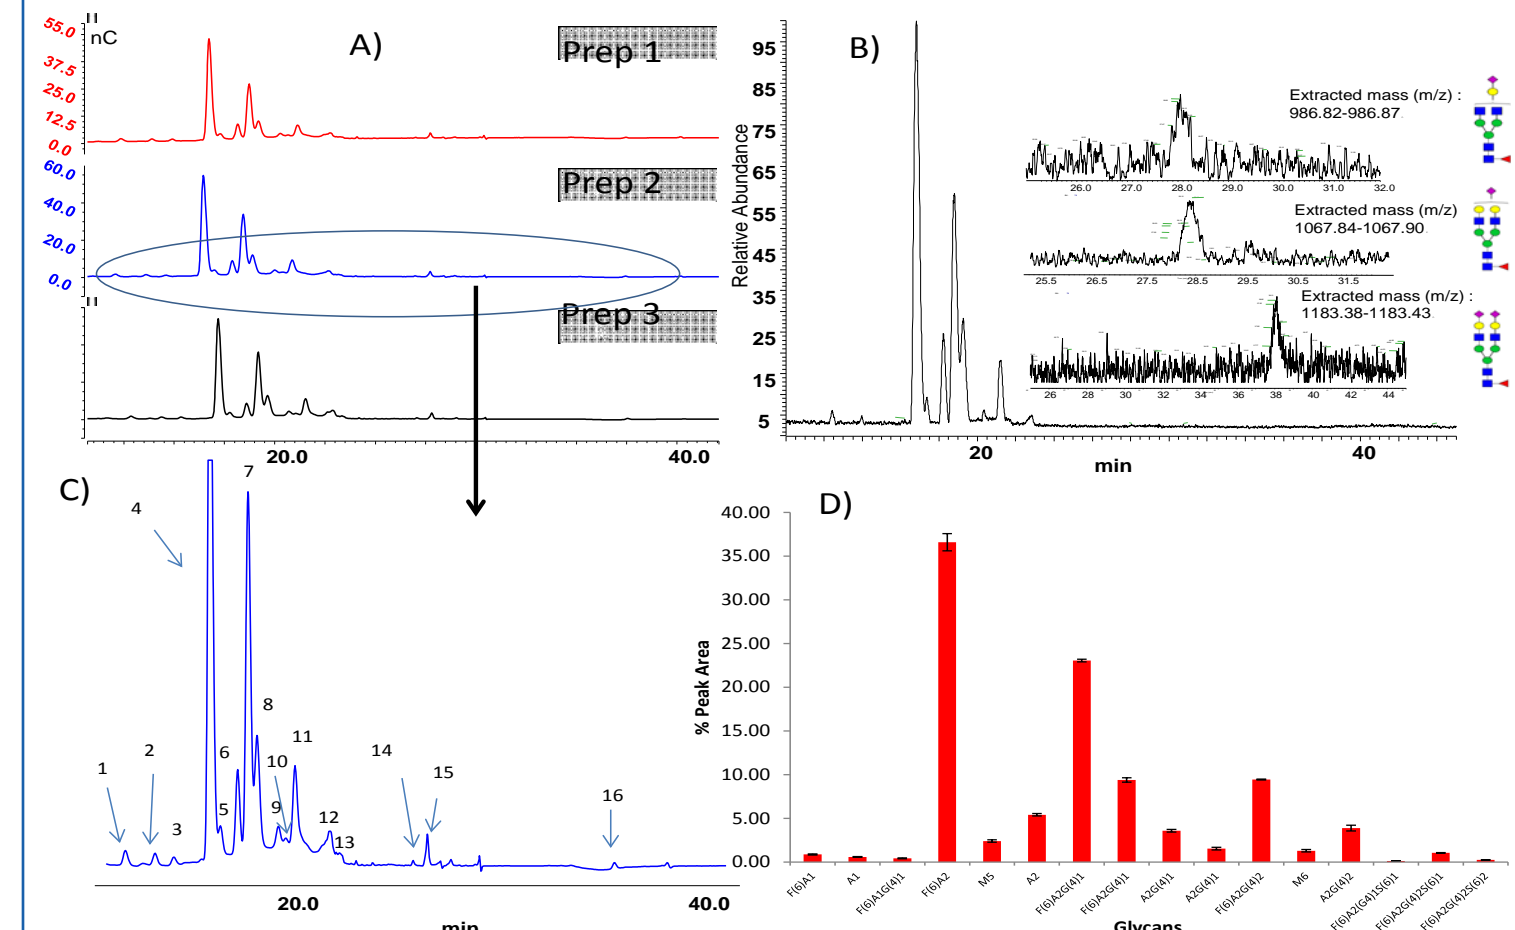 A)
nC
55.0
37.5
25.0
12.5
0.0
Prep 1
60.0
40.0
20.0
0.0
Prep 2
Prep 3
20.0
40.0
B)
Relative Abundance
95
85
75
65
55
45
35
25
15
5
20
40
min
Extracted mass (m/z) :
986.82-986.87
26.0 27.0 28.0 29.0 30.0 31.0 32.0
Extracted mass (m/z)
1067.84-1067.90
25.5 26.5 27.5 28.5 29.5 30.5 31.5
Extracted mass (m/z) :
1183.38-1183.43
26 28 30 32 34 36 38 40 42 44
C)
1
2
3
4
5
6
7
8
9
10
11
12
13
14
15
16
20.0
40.0
min
D)
% Peak Area
40.00
35.00
30.00
25.00
20.00
15.00
10.00
5.00
0.00
F(6)A1
A1
F(6)A1G(4)1
F(6)A2
M5
A2
F(6)A2G(4)1
F(6)A2G(4)1
A2G(4)1
A2G(4)1
F(6)A2G(4)2
M6
A2G(4)2
F(6)A2(G4)1S(6)1
F(6)A2G(4)2S(6)1
F(6)A2G(4)2S(6)2
Glycans